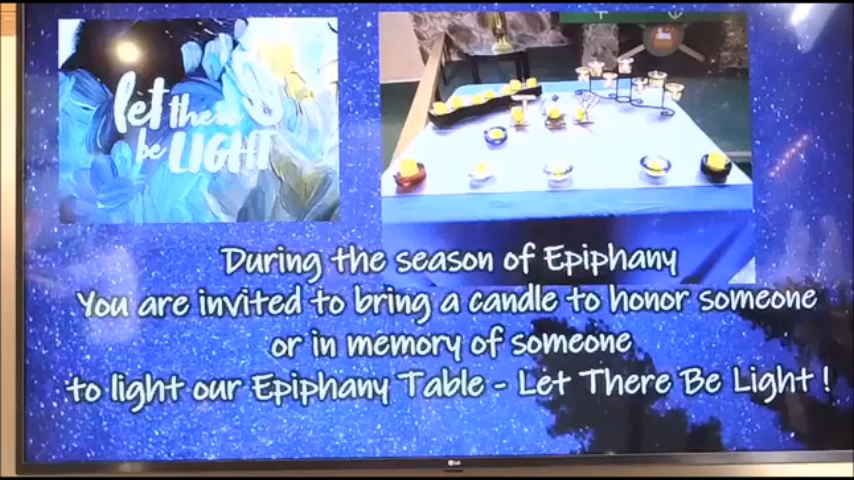 let there
be LIGHT
During the season of Epiphany
You are invited to bring a candle to honor someone
or in memory of someone
to light our Epiphany Table - Let There Be Light !
LG